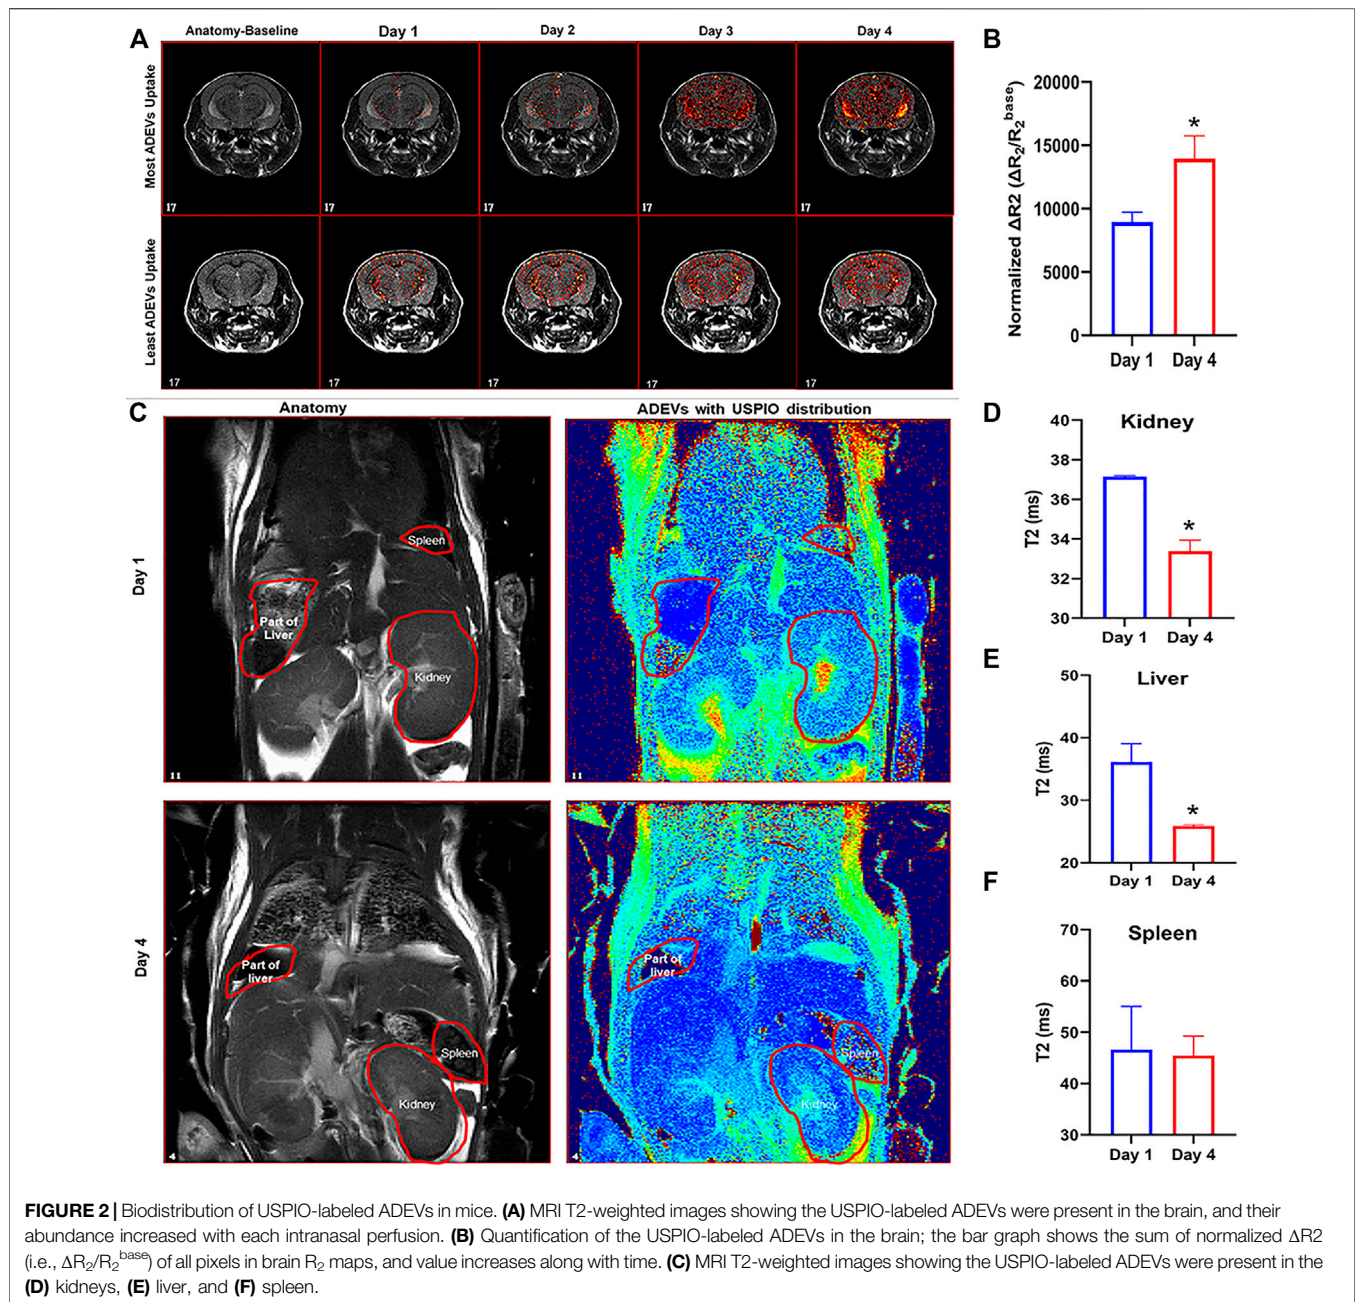 A
Anatomy-Baseline
Day 1
Day 2
Day 3
Day 4
Most ADEVs Uptake
17
17
17
17
17
Least ADEVs Uptake
17
17
17
17
17
B
Normalized ΔR2 (ΔR2/R2base)
20000
15000
10000
5000
0
*
Day 1
Day 4
C
Anatomy
ADEVs with USPIO distribution
Day 1
Spleen
Part of
Liver
Kidney
11
11
Day 4
Part of
liver
Spleen
Kidney
4
Part of
liver
Spleen
Kidney
4
D
Kidney
T2 (ms)
40
38
36
34
32
30
*
Day 1
Day 4
E
Liver
T2 (ms)
50
40
30
20
*
Day 1
Day 4
F
Spleen
T2 (ms)
70
60
50
40
30
Day 1
Day 4
FIGURE 2 | Biodistribution of USPIO-labeled ADEVs in mice. (A) MRI T2-weighted images showing the USPIO-labeled ADEVs were present in the brain, and their
abundance increased with each intranasal perfusion. (B) Quantification of the USPIO-labeled ADEVs in the brain; the bar graph shows the sum of normalized ΔR2
(i.e., ΔR2/R2base) of all pixels in brain R2 maps, and value increases along with time. (C) MRI T2-weighted images showing the USPIO-labeled ADEVs were present in the
(D) kidneys, (E) liver, and (F) spleen.